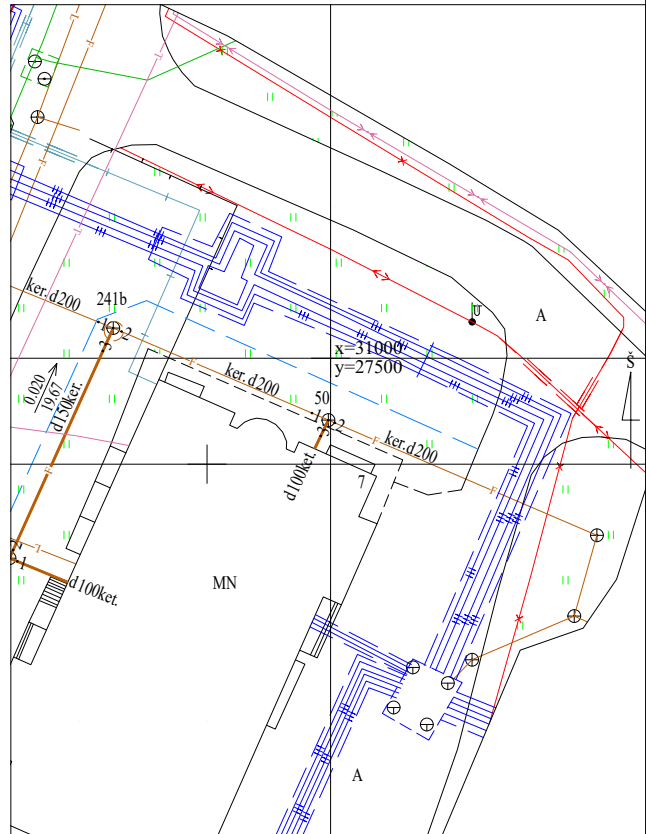 ker.d200
241b
-1
2
3
U
A
x=31000
y=27500
Š
ker.d200
0.020
19.67
d150ker.
50
-1
2
3
ker.d200
d100ket.
7
F
L
2
-1
d100ket.
MN
A